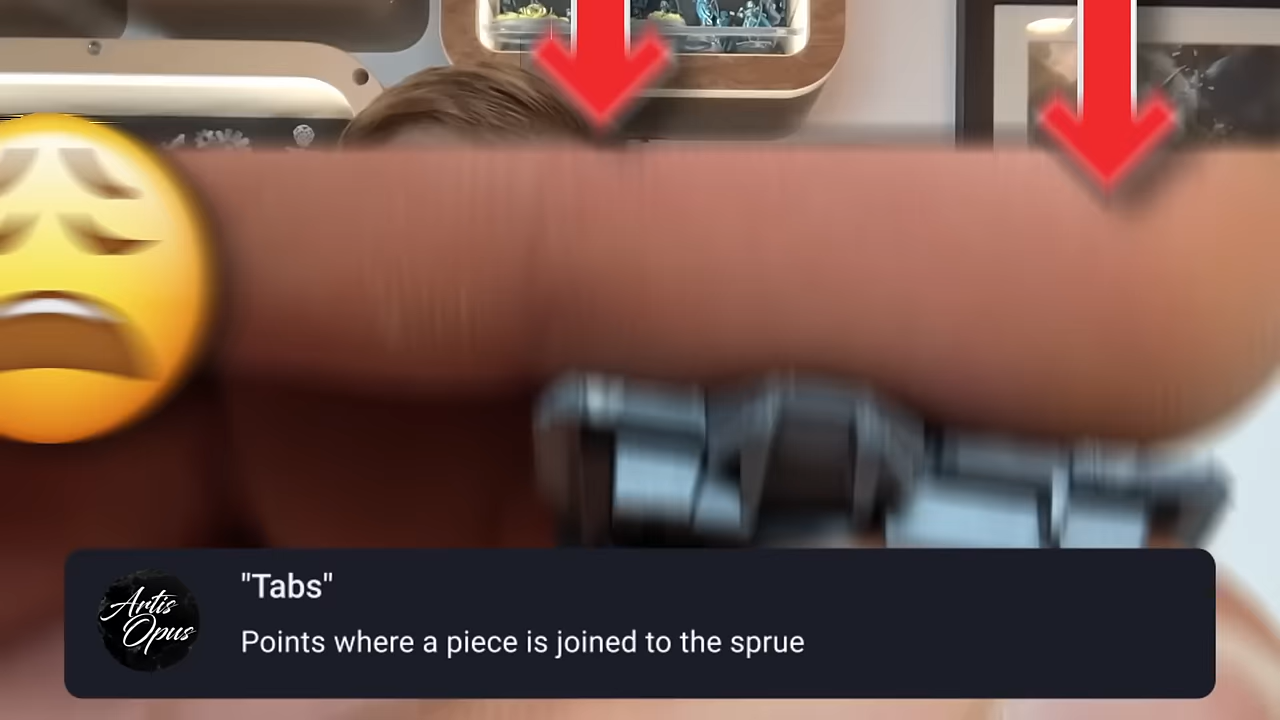 Artis
Opus
"Tabs"
Points where a piece is joined to the sprue